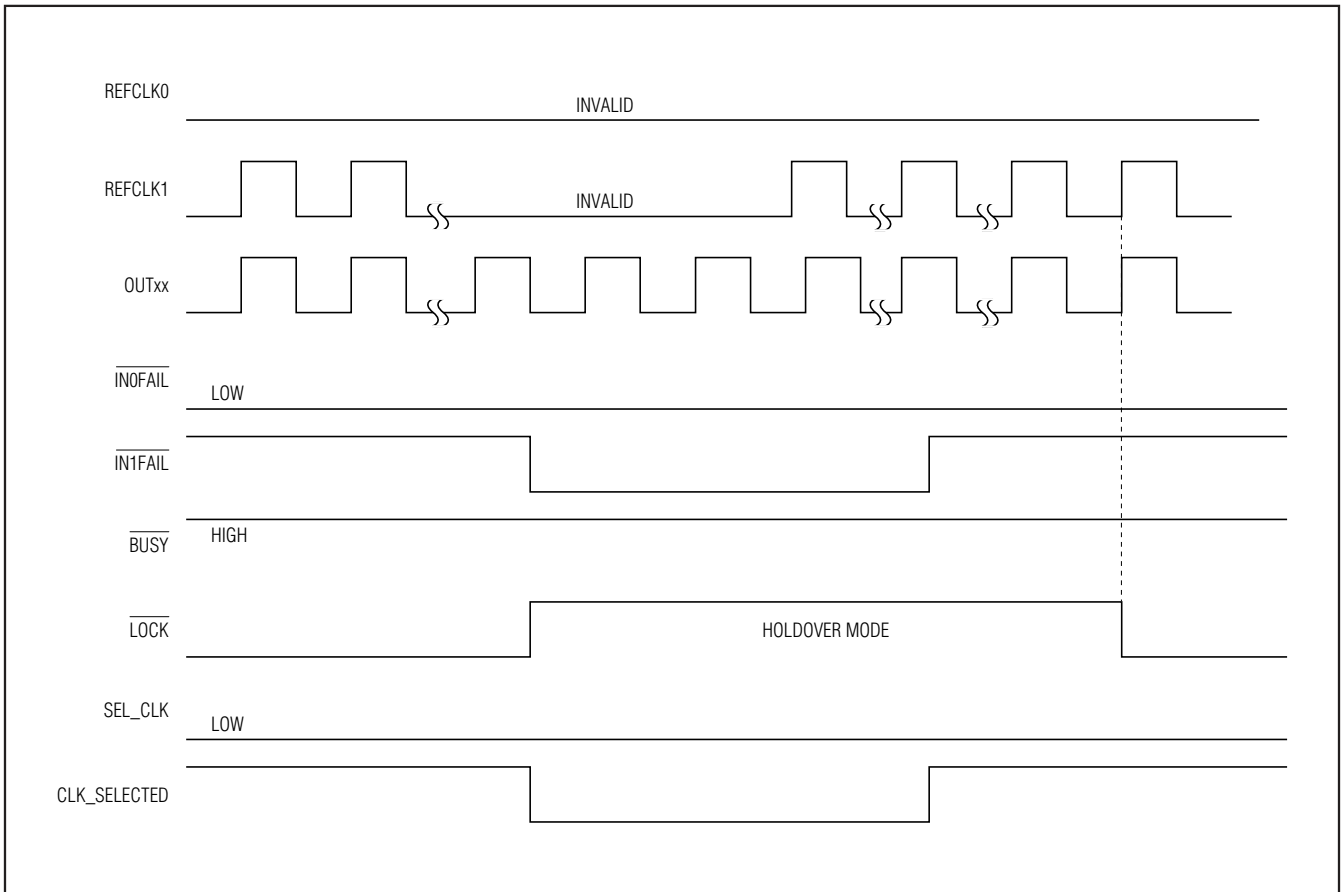 REFCLK0
INVALID
REFCLK1
INVALID
OUTxx
IN0FAIL
LOW
IN1FAIL
BUSY
HIGH
LOCK
HOLDOVER MODE
SEL_CLK
LOW
CLK_SELECTED